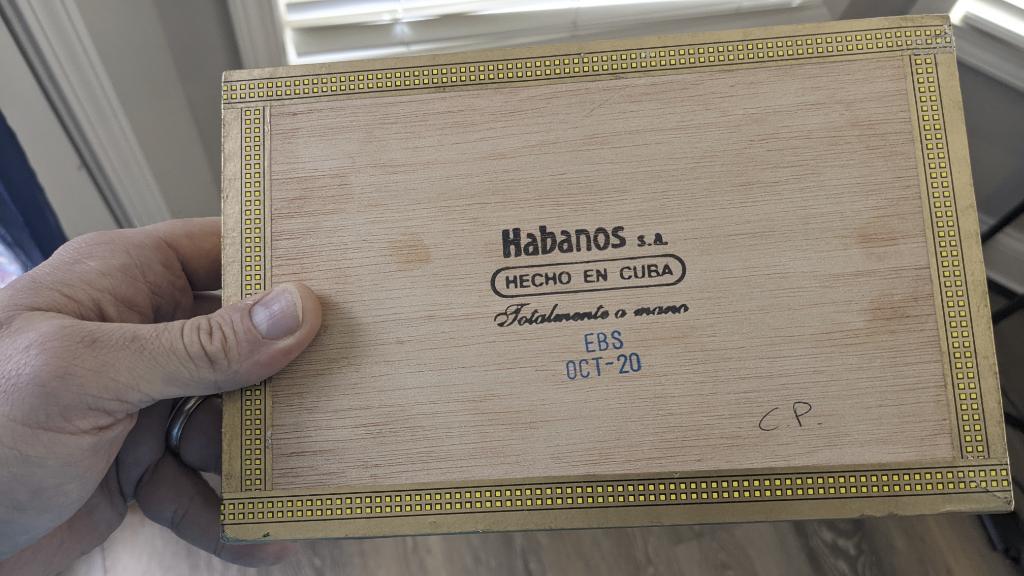 Habanos s.a.
HECHO EN CUBA
Totalmente a mano
EBS
OCT-20
C.P.